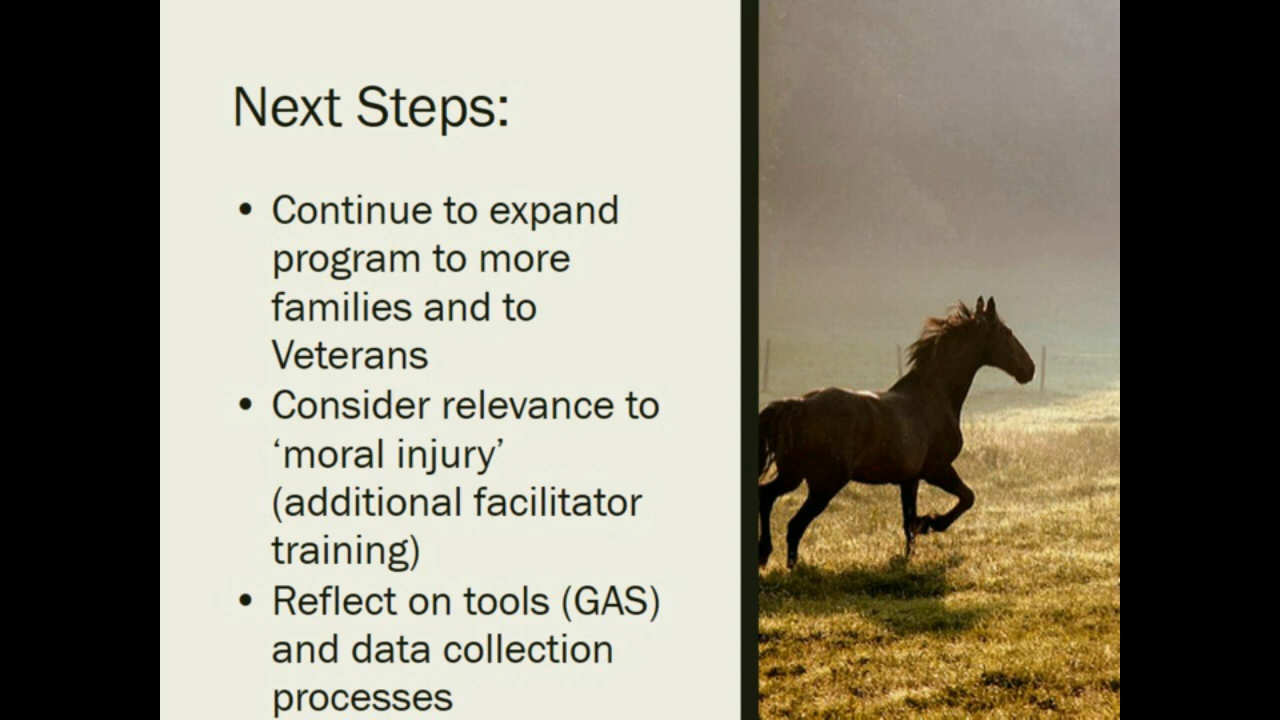 Next Steps:
• Continue to expand
program to more
families and to
Veterans
• Consider relevance to
‘moral injury’
(additional facilitator
training)
• Reflect on tools (GAS)
and data collection
processes